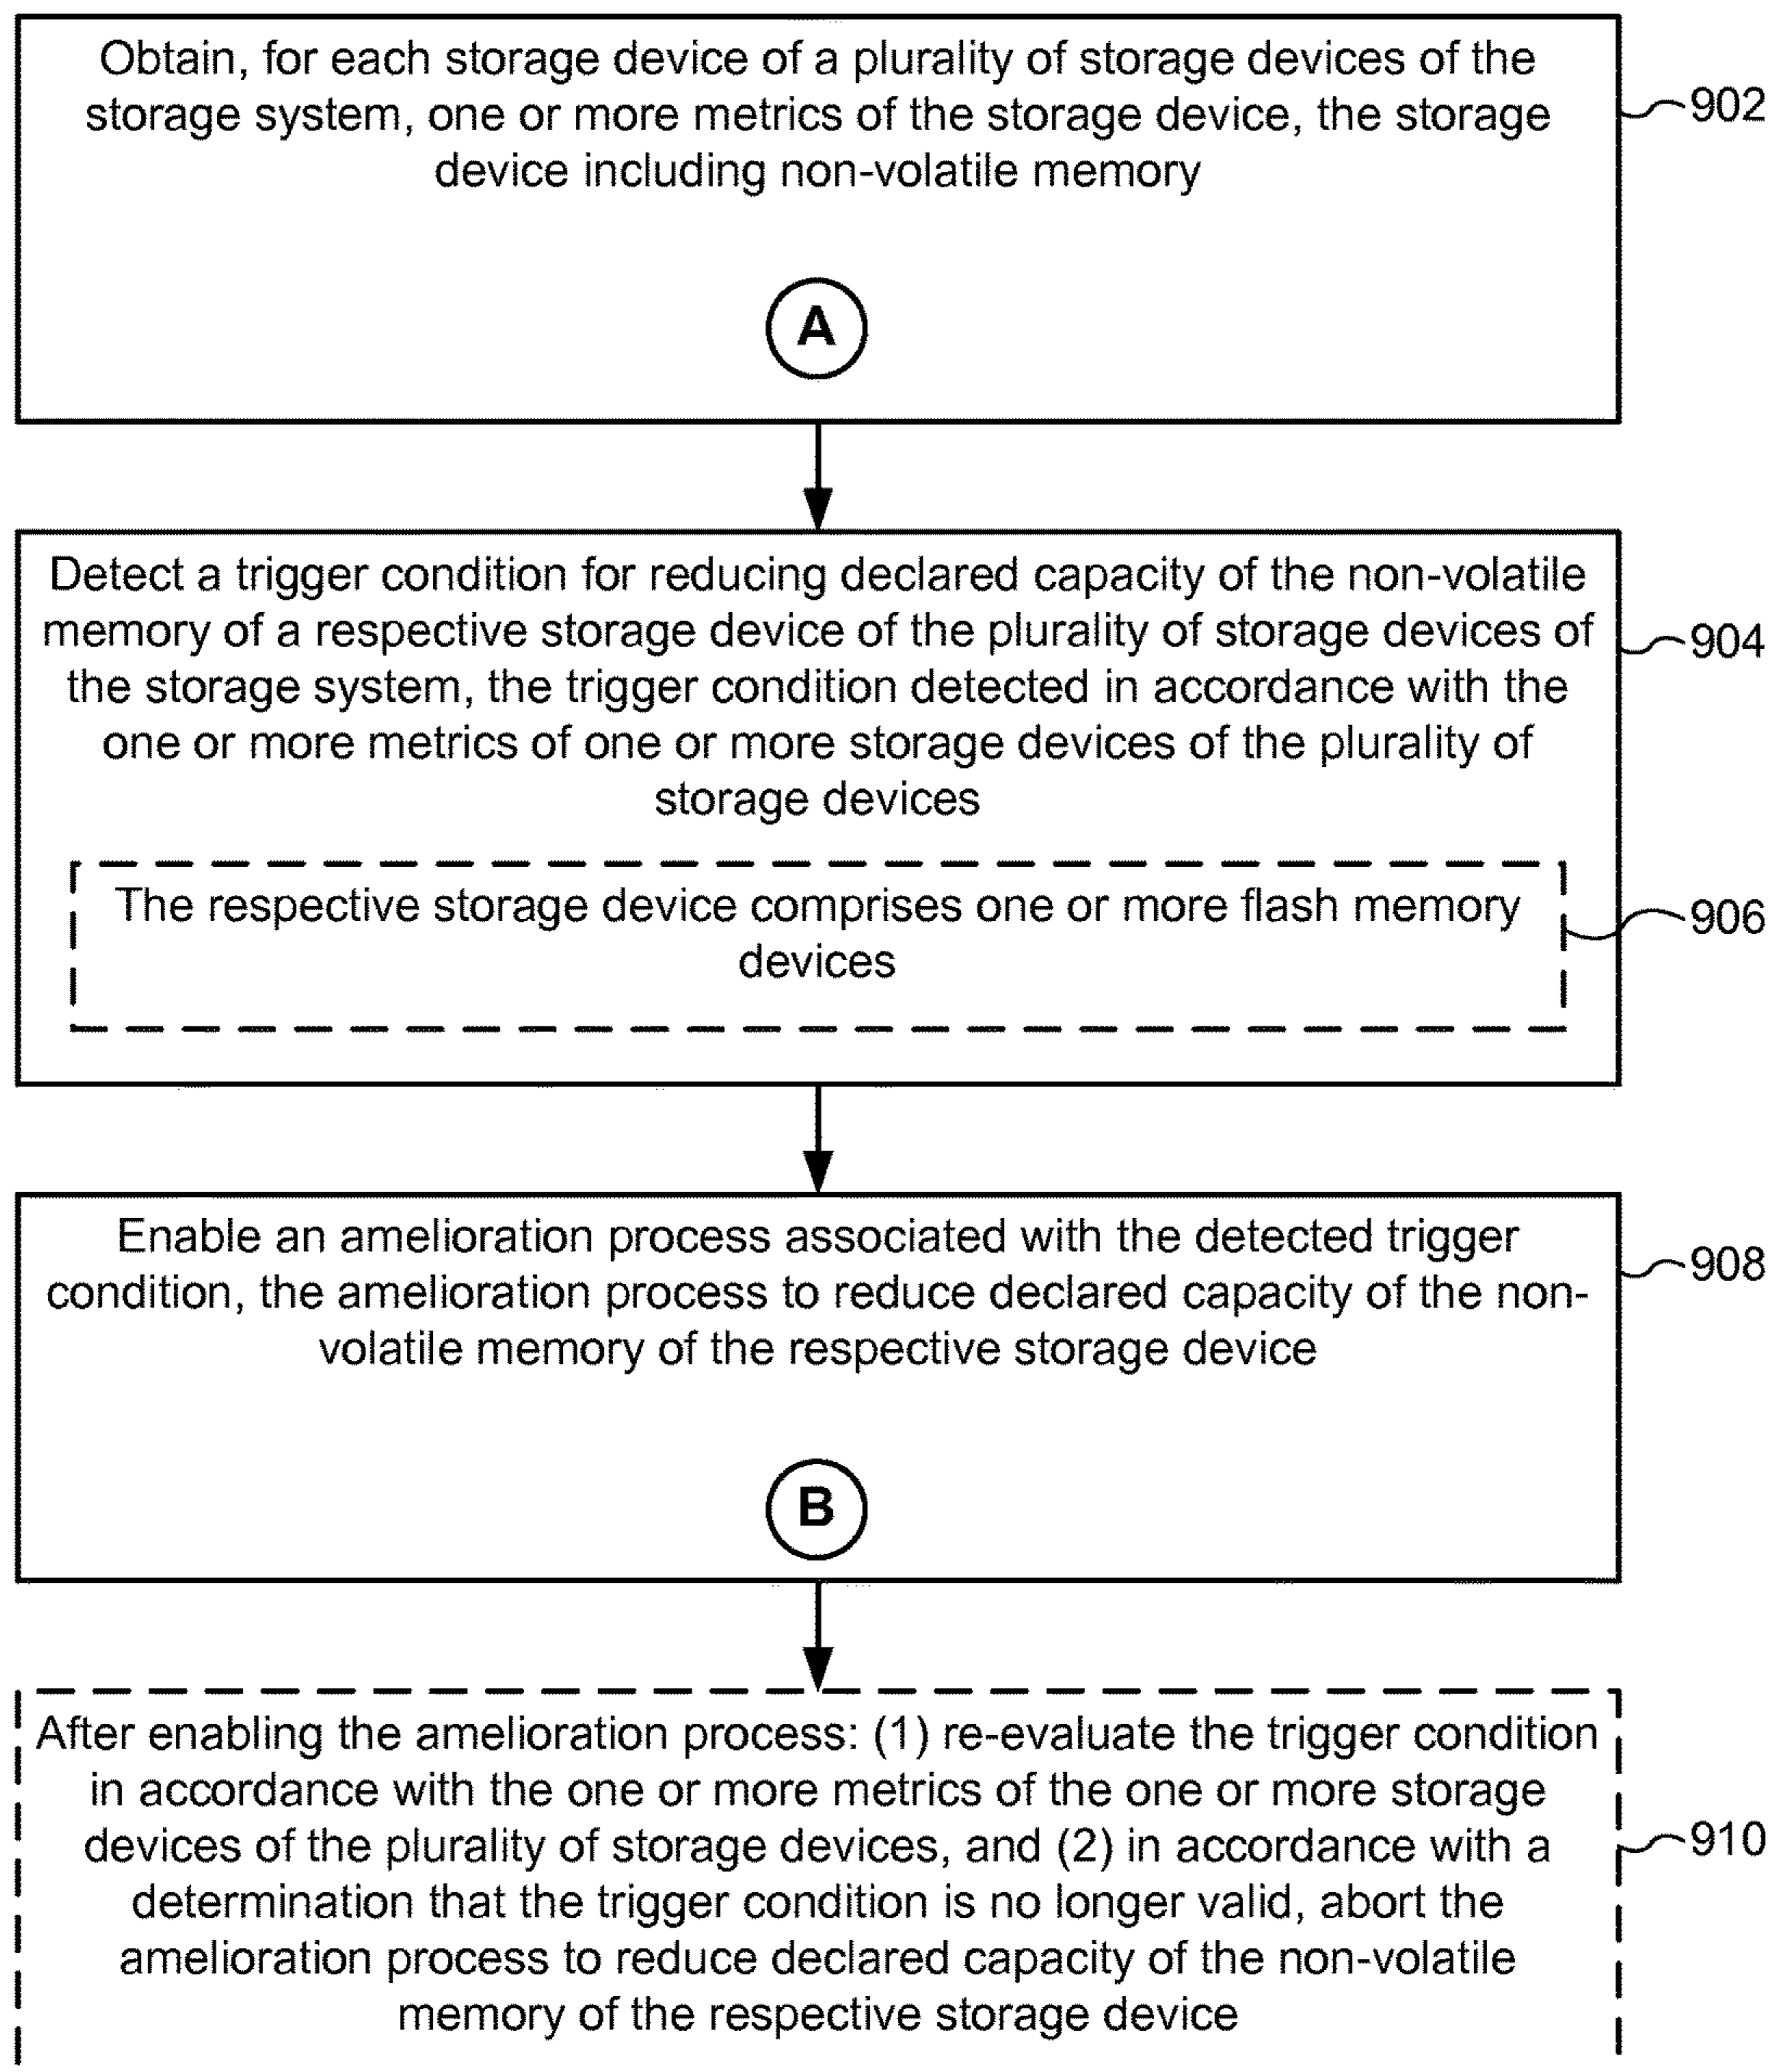 Obtain, for each storage device of a plurality of storage devices of the
storage system, one or more metrics of the storage device, the storage
device including non-volatile memory
902
A
Detect a trigger condition for reducing declared capacity of the non-volatile
memory of a respective storage device of the plurality of storage devices of
the storage system, the trigger condition detected in accordance with the
one or more metrics of one or more storage devices of the plurality of
storage devices
904
The respective storage device comprises one or more flash memory
devices
906
Enable an amelioration process associated with the detected trigger
condition, the amelioration process to reduce declared capacity of the non-
volatile memory of the respective storage device
908
B
After enabling the amelioration process: (1) re-evaluate the trigger condition
in accordance with the one or more metrics of the one or more storage
devices of the plurality of storage devices, and (2) in accordance with a
determination that the trigger condition is no longer valid, abort the
amelioration process to reduce declared capacity of the non-volatile
memory of the respective storage device
910